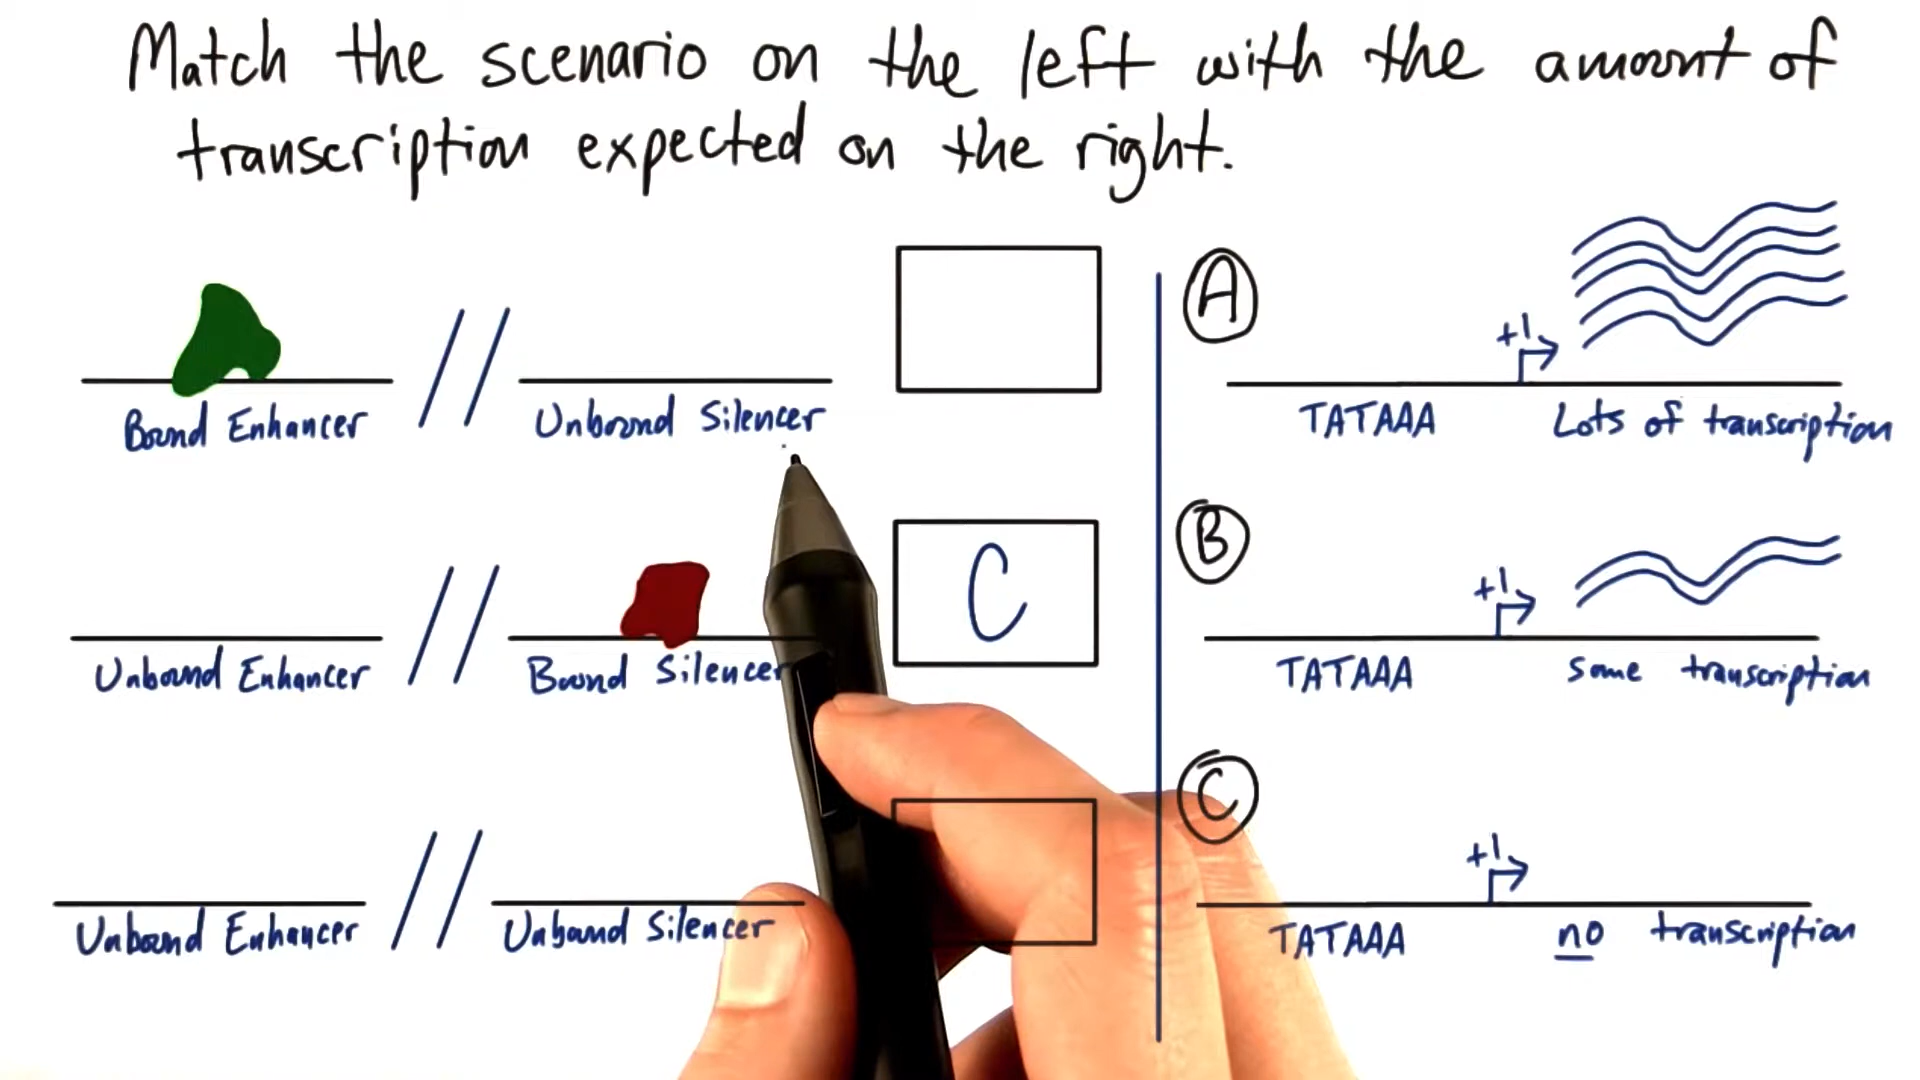 Match the scenario on the left with the amount of
transcription expected on the right.
Bound Enhancer // Unbound Silencer
A
+1
TATAAA Lots of transcription
Unbound Enhancer // Bound Silencer
C
B
+1
TATAAA some transcription
Unbound Enhancer // Unbound Silencer
C
+1
TATAAA no transcription